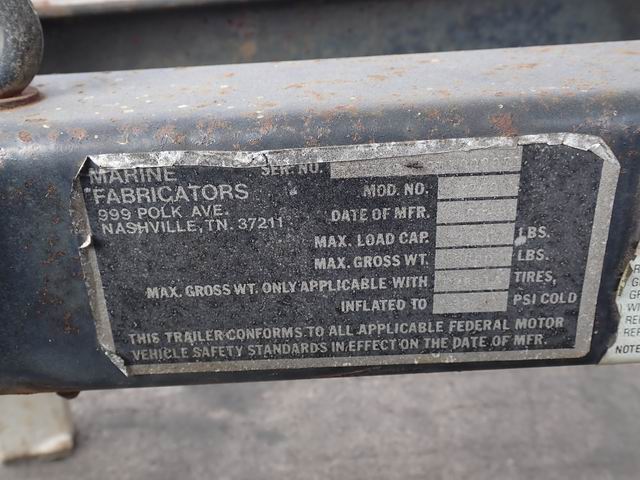 MARINE
FABRICATORS
999 POLK AVE.
NASHVILLE, TN. 37211
SER. NO.
MOD. NO.
DATE OF MFR.
MAX. LOAD CAP. LBS.
MAX. GROSS WT. LBS.
MAX. GROSS WT. ONLY APPLICABLE WITH TIRES,
INFLATED TO PSI COLD
THIS TRAILER CONFORMS TO ALL APPLICABLE FEDERAL MOTOR
VEHICLE SAFETY STANDARDS IN EFFECT ON THE DATE OF MFR.
NOTE